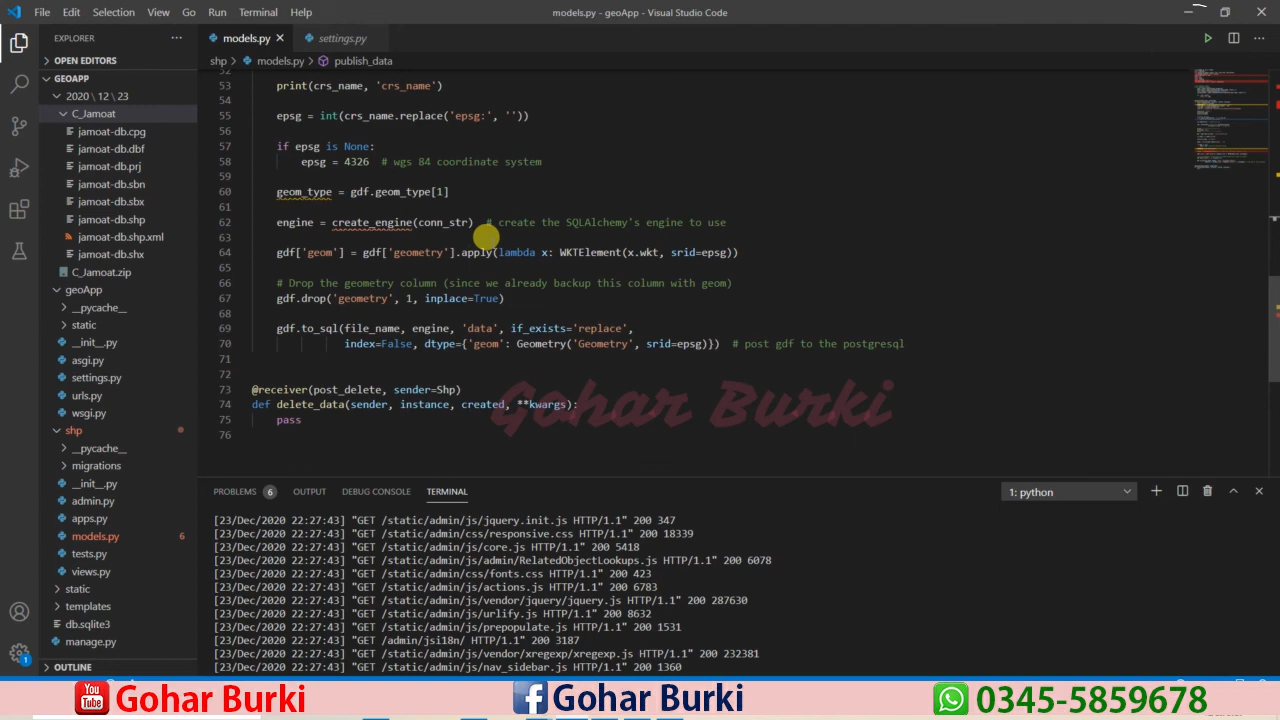 File Edit Selection View Go Run Terminal Help models.py - geoApp - Visual Studio Code
EXPLORER
OPEN EDITORS
GEOAPP
2020 \ 12 \ 23
C_Jamoat
jamoat-db.cpg
jamoat-db.dbf
jamoat-db.prj
jamoat-db.sbn
jamoat-db.sbx
jamoat-db.shp
jamoat-db.shp.xml
jamoat-db.shx
C_Jamoat.zip
geoApp
__pycache__
static
__init__.py
asgi.py
settings.py
urls.py
wsgi.py
shp
__pycache__
migrations
__init__.py
admin.py
apps.py
models.py 6
tests.py
views.py
static
templates
db.sqlite3
manage.py
OUTLINE
1
models.py settings.py
shp > models.py > publish_data
52
53 print(crs_name, 'crs_name')
54
55 epsg = int(crs_name.replace('epsg:', ''))
56
57 if epsg is None:
58 epsg = 4326 # wgs 84 coordinate system
59
60 geom_type = gdf.geom_type[1]
61
62 engine = create_engine(conn_str) # create the SQLAlchemy's engine to use
63
64 gdf['geom'] = gdf['geometry'].apply(lambda x: WKTElement(x.wkt, srid=epsg))
65
66 # Drop the geometry column (since we already backup this column with geom)
67 gdf.drop('geometry', 1, inplace=True)
68
69 gdf.to_sql(file_name, engine, 'data', if_exists='replace',
70 index=False, dtype={'geom': Geometry('Geometry', srid=epsg)}) # post gdf to the postgresql
71
72
73 @receiver(post_delete, sender=Shp)
74 def delete_data(sender, instance, created, **kwargs):
75 pass
76
Gohar Burki
PROBLEMS 6 OUTPUT DEBUG CONSOLE TERMINAL 1: python
[23/Dec/2020 22:27:43] "GET /static/admin/js/jquery.init.js HTTP/1.1" 200 347
[23/Dec/2020 22:27:43] "GET /static/admin/css/responsive.css HTTP/1.1" 200 18339
[23/Dec/2020 22:27:43] "GET /static/admin/js/core.js HTTP/1.1" 200 5418
[23/Dec/2020 22:27:43] "GET /static/admin/js/admin/RelatedObjectLookups.js HTTP/1.1" 200 6078
[23/Dec/2020 22:27:43] "GET /static/admin/css/fonts.css HTTP/1.1" 200 423
[23/Dec/2020 22:27:43] "GET /static/admin/js/actions.js HTTP/1.1" 200 6783
[23/Dec/2020 22:27:43] "GET /static/admin/js/vendor/jquery/jquery.js HTTP/1.1" 200 287630
[23/Dec/2020 22:27:43] "GET /static/admin/js/urlify.js HTTP/1.1" 200 8632
[23/Dec/2020 22:27:43] "GET /static/admin/js/prepopulate.js HTTP/1.1" 200 1531
[23/Dec/2020 22:27:43] "GET /admin/jsi18n/ HTTP/1.1" 200 3187
[23/Dec/2020 22:27:43] "GET /static/admin/js/vendor/xregexp/xregexp.js HTTP/1.1" 200 232381
[23/Dec/2020 22:27:43] "GET /static/admin/js/nav_sidebar.js HTTP/1.1" 200 1360
You Tube Gohar Burki f Gohar Burki 0345-5859678